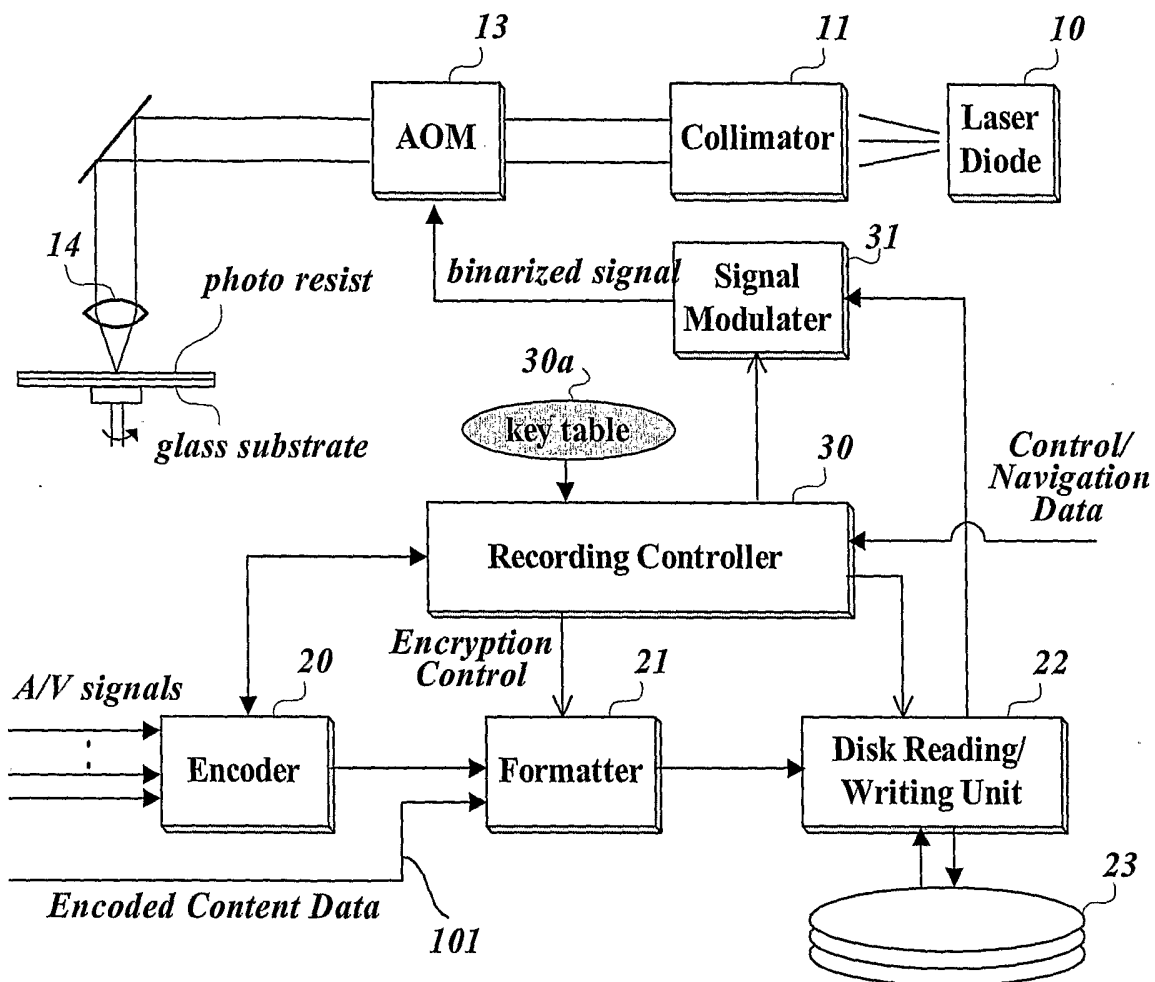 13
11
10
AOM
Collimator
Laser
Diode
14
photo resist
binarized signal
Signal
Modulater
31
30a
key table
glass substrate
30
Control/
Navigation
Data
Recording Controller
Encryption
Control
A/V signals
20
21
22
Encoder
Formatter
Disk Reading/
Writing Unit
Encoded Content Data
101
23